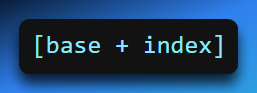 [base + index]